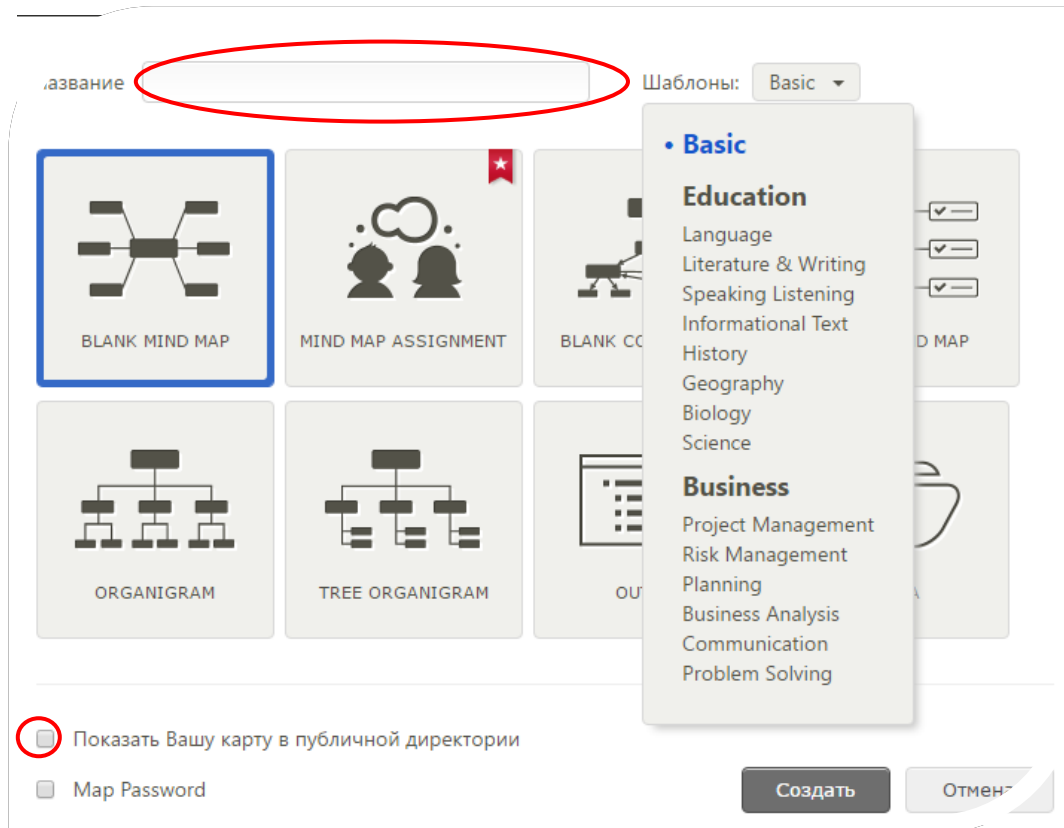 азвание Шаблоны: Basic
• Basic
Education
Language
Literature & Writing
Speaking Listening
Informational Text
History
Geography
Biology
Science
Business
Project Management
Risk Management
Planning
Business Analysis
Communication
Problem Solving
BLANK MIND MAP MIND MAP ASSIGNMENT BLANK CO D MAP
ORGANIGRAM TREE ORGANIGRAM OU A
Показать Вашу карту в публичной директории
Map Password Создать Отмена